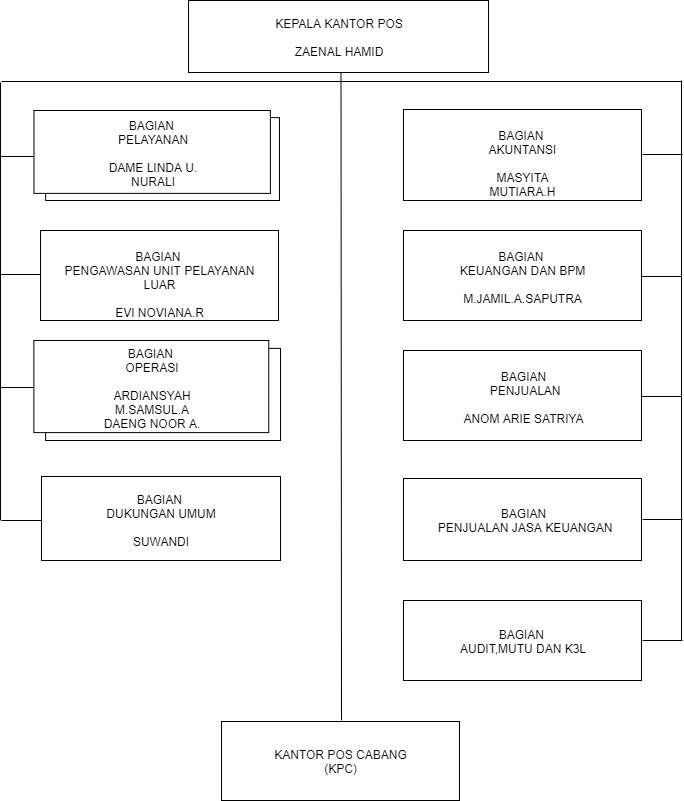 KEPALA KANTOR POS
ZAENAL HAMID
BAGIAN
PELAYANAN
DAME LINDA U.
NURALI
BAGIAN
PENGAWASAN UNIT PELAYANAN
LUAR
EVI NOVIANA.R
BAGIAN
OPERASI
ARDIANSYAH
M.SAMSUL.A
DAENG NOOR A.
BAGIAN
DUKUNGAN UMUM
SUWANDI
BAGIAN
AKUNTANSI
MASYITA
MUTIARA.H
BAGIAN
KEUANGAN DAN BPM
M.JAMIL.A.SAPUTRA
BAGIAN
PENJUALAN
ANOM ARIE SATRIYA
BAGIAN
PENJUALAN JASA KEUANGAN
BAGIAN
AUDIT,MUTU DAN K3L
KANTOR POS CABANG
(KPC)